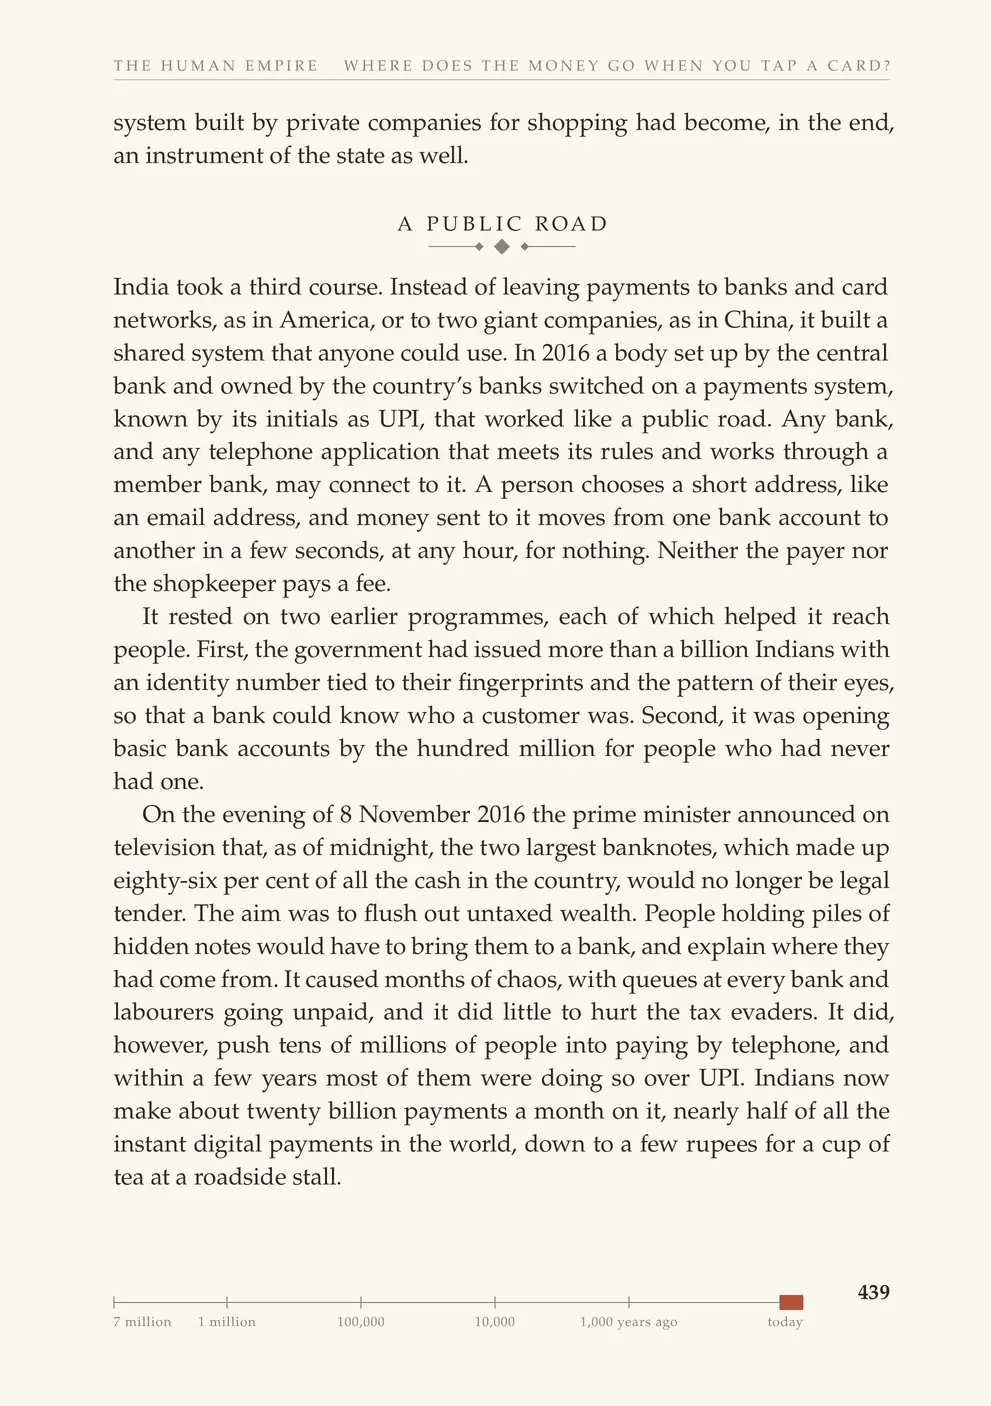 THE HUMAN EMPIRE WHERE DOES THE MONEY GO WHEN YOU TAP A CARD?
system built by private companies for shopping had become, in the end,
an instrument of the state as well.
A PUBLIC ROAD
India took a third course. Instead of leaving payments to banks and card
networks, as in America, or to two giant companies, as in China, it built a
shared system that anyone could use. In 2016 a body set up by the central
bank and owned by the country’s banks switched on a payments system,
known by its initials as UPI, that worked like a public road. Any bank,
and any telephone application that meets its rules and works through a
member bank, may connect to it. A person chooses a short address, like
an email address, and money sent to it moves from one bank account to
another in a few seconds, at any hour, for nothing. Neither the payer nor
the shopkeeper pays a fee.
It rested on two earlier programmes, each of which helped it reach
people. First, the government had issued more than a billion Indians with
an identity number tied to their fingerprints and the pattern of their eyes,
so that a bank could know who a customer was. Second, it was opening
basic bank accounts by the hundred million for people who had never
had one.
On the evening of 8 November 2016 the prime minister announced on
television that, as of midnight, the two largest banknotes, which made up
eighty-six per cent of all the cash in the country, would no longer be legal
tender. The aim was to flush out untaxed wealth. People holding piles of
hidden notes would have to bring them to a bank, and explain where they
had come from. It caused months of chaos, with queues at every bank and
labourers going unpaid, and it did little to hurt the tax evaders. It did,
however, push tens of millions of people into paying by telephone, and
within a few years most of them were doing so over UPI. Indians now
make about twenty billion payments a month on it, nearly half of all the
instant digital payments in the world, down to a few rupees for a cup of
tea at a roadside stall.
439
7 million 1 million 100,000 10,000 1,000 years ago today